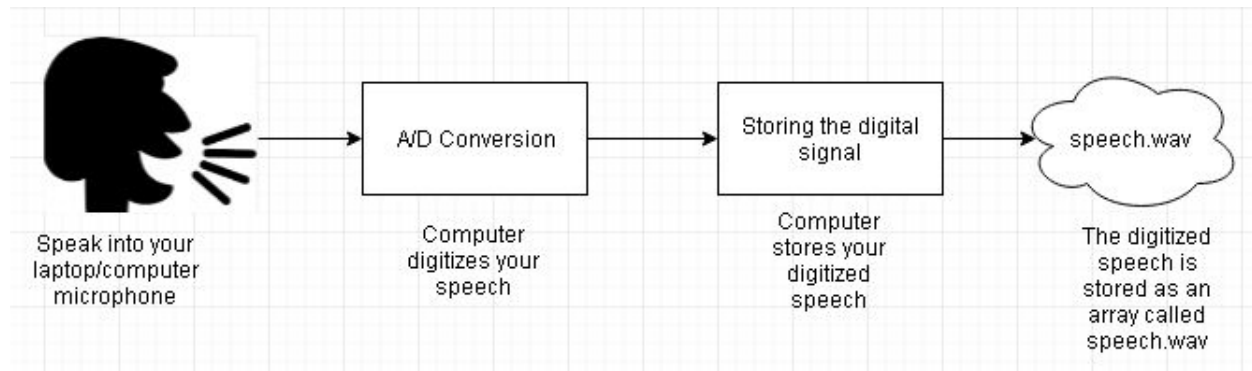 A/D Conversion
Storing the digital
signal
speech.wav
Speak into your
laptop/computer
microphone
Computer
digitizes your
speech
Computer
stores your
digitized
speech
The digitized
speech is
stored as an
array called
speech.wav